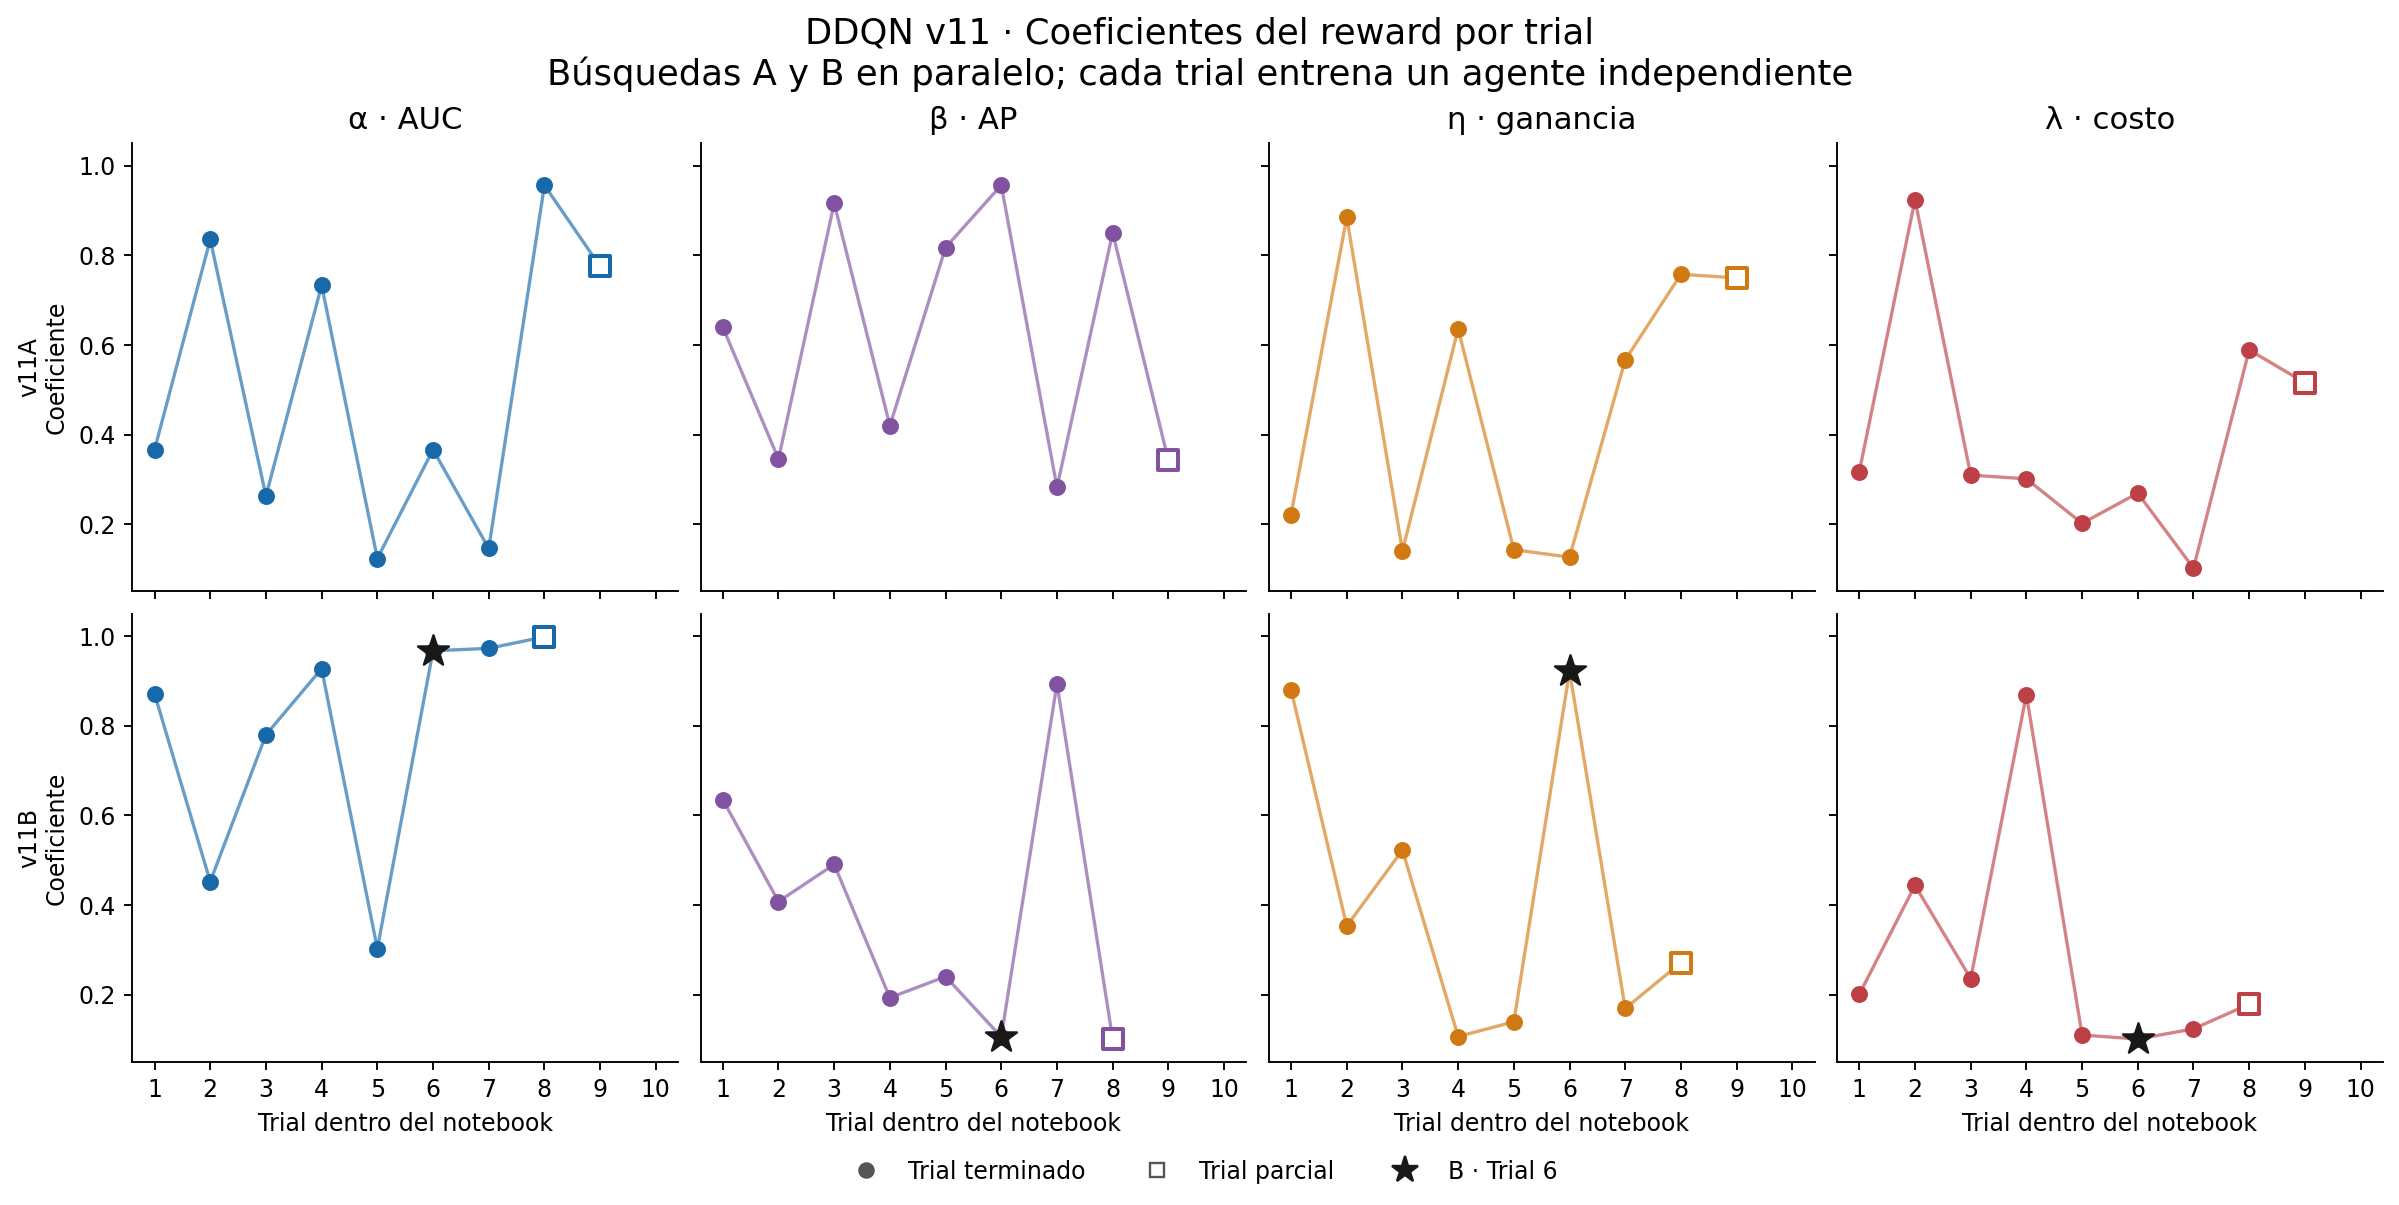 DDQN v11 · Coeficientes del reward por trial
Búsquedas A y B en paralelo; cada trial entrena un agente independiente
α · AUC
β · AP
η · ganancia
λ · costo
v11A
Coeficiente
1.0
0.8
0.6
0.4
0.2
v11B
Coeficiente
1.0
0.8
0.6
0.4
0.2
1 2 3 4 5 6 7 8 9 10
1 2 3 4 5 6 7 8 9 10
1 2 3 4 5 6 7 8 9 10
1 2 3 4 5 6 7 8 9 10
Trial dentro del notebook
Trial dentro del notebook
Trial dentro del notebook
Trial dentro del notebook
Trial terminado
Trial parcial
B · Trial 6